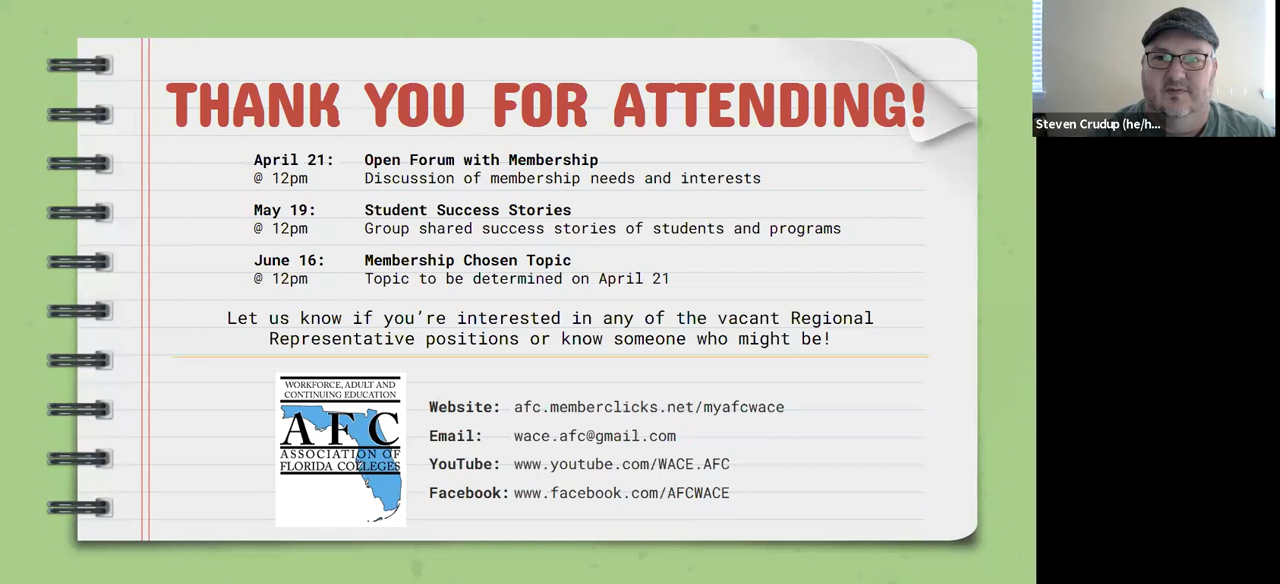 THANK YOU FOR ATTENDING!
April 21: Open Forum with Membership
@ 12pm Discussion of membership needs and interests
May 19: Student Success Stories
@ 12pm Group shared success stories of students and programs
June 16: Membership Chosen Topic
@ 12pm Topic to be determined on April 21
Let us know if you’re interested in any of the vacant Regional
Representative positions or know someone who might be!
WORKFORCE, ADULT AND
CONTINUING EDUCATION
AFC
ASSOCIATION OF
FLORIDA COLLEGES
Website: afc.memberclicks.net/myafcwace
Email: wace.afc@gmail.com
YouTube: www.youtube.com/WACE.AFC
Facebook: www.facebook.com/AFCWACE
Steven Crudup (he/h...